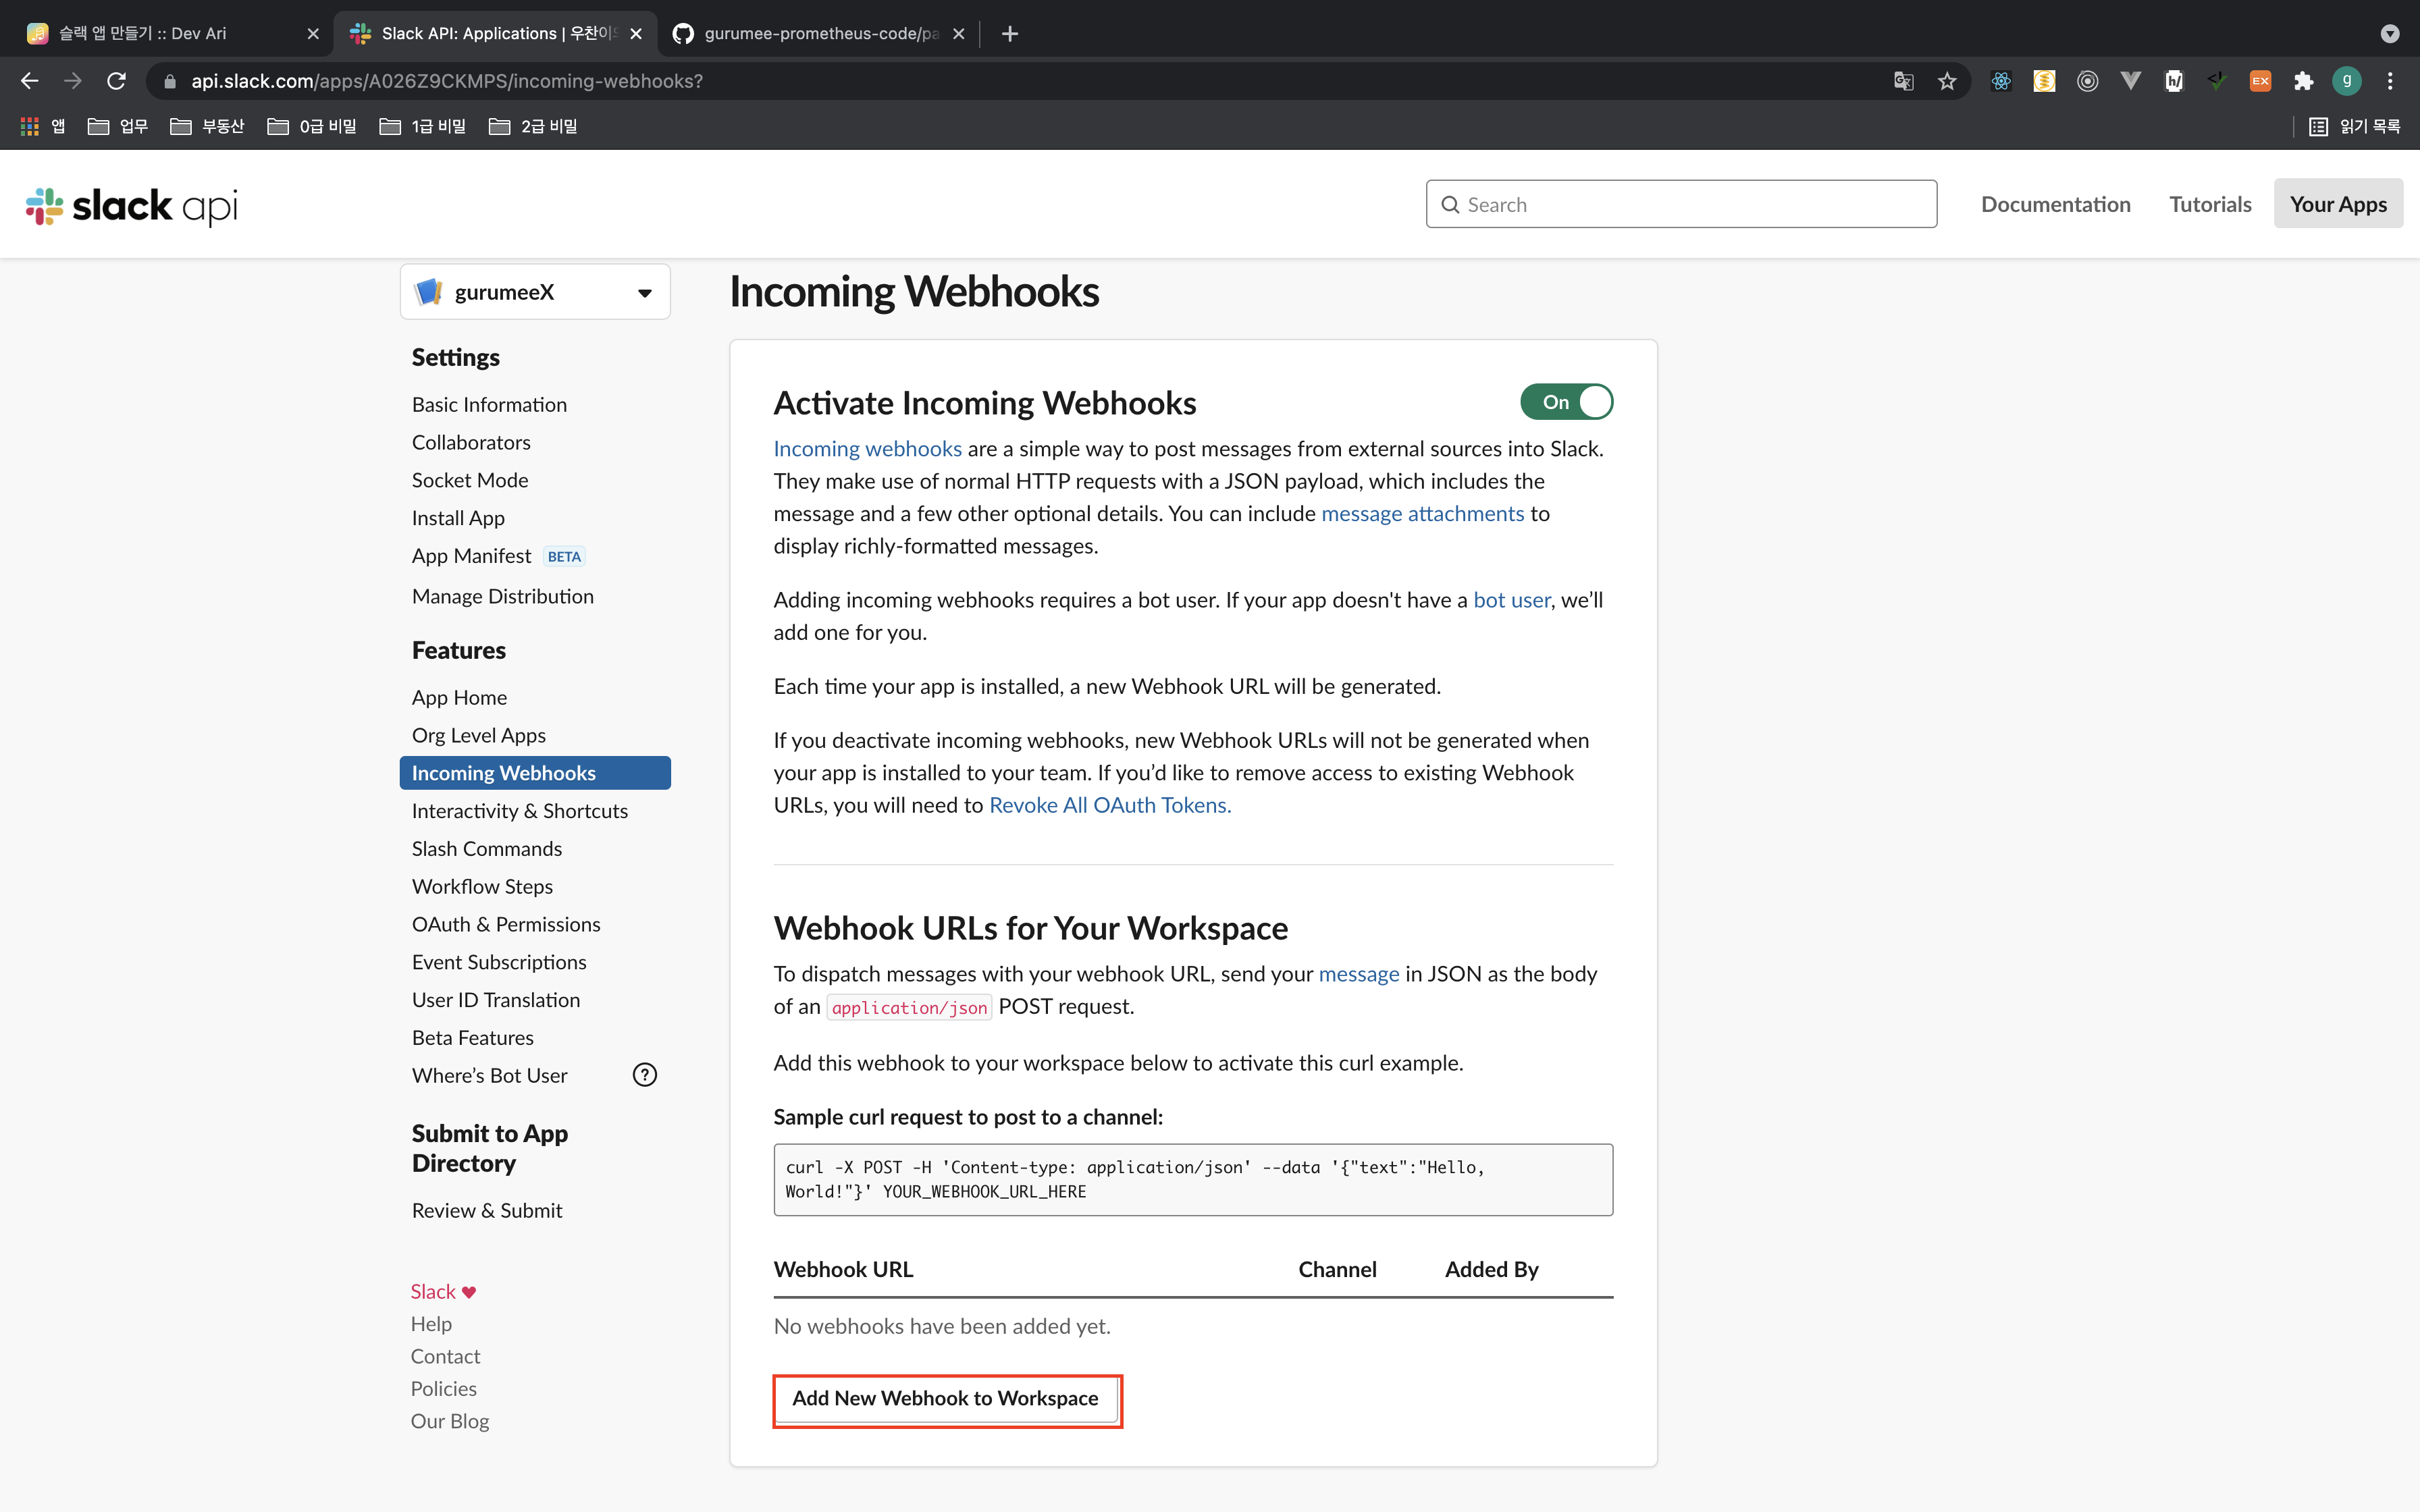 슬랙 앱 만들기 :: Dev Ari
Slack API: Applications | 우찬이
gurumee-prometheus-code/pa
api.slack.com/apps/A026Z9CKMPS/incoming-webhooks?
EX
g
앱
업무
부동산
0급 비밀
1급 비밀
2급 비밀
읽기 목록
slack api
Search
Documentation
Tutorials
Your Apps
gurumeeX
Settings
Basic Information
Collaborators
Socket Mode
Install App
App Manifest BETA
Manage Distribution
Features
App Home
Org Level Apps
Incoming Webhooks
Interactivity & Shortcuts
Slash Commands
Workflow Steps
OAuth & Permissions
Event Subscriptions
User ID Translation
Beta Features
Where’s Bot User ?
Submit to App
Directory
Review & Submit
Slack ♥
Help
Contact
Policies
Our Blog
Incoming Webhooks
Activate Incoming Webhooks
On
Incoming webhooks are a simple way to post messages from external sources into Slack.
They make use of normal HTTP requests with a JSON payload, which includes the
message and a few other optional details. You can include message attachments to
display richly-formatted messages.
Adding incoming webhooks requires a bot user. If your app doesn't have a bot user, we’ll
add one for you.
Each time your app is installed, a new Webhook URL will be generated.
If you deactivate incoming webhooks, new Webhook URLs will not be generated when
your app is installed to your team. If you’d like to remove access to existing Webhook
URLs, you will need to Revoke All OAuth Tokens.
Webhook URLs for Your Workspace
To dispatch messages with your webhook URL, send your message in JSON as the body
of an application/json POST request.
Add this webhook to your workspace below to activate this curl example.
Sample curl request to post to a channel:
curl -X POST -H 'Content-type: application/json' --data '{"text":"Hello,
World!"}' YOUR_WEBHOOK_URL_HERE
Webhook URL Channel Added By
No webhooks have been added yet.
Add New Webhook to Workspace